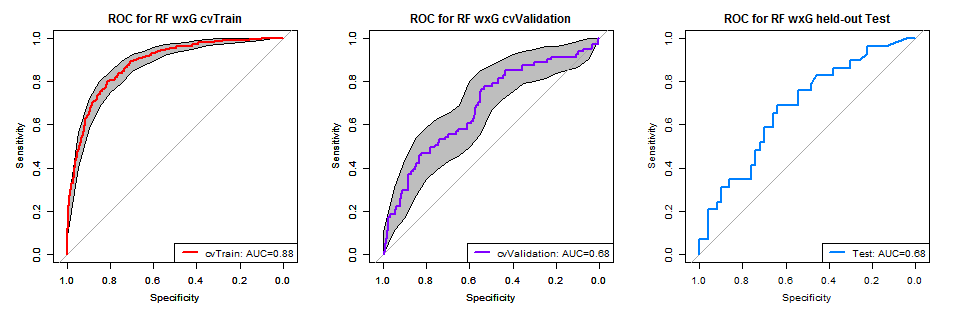 ROC for RF wxG cvTrain
Sensitivity
1.0
0.8
0.6
0.4
0.2
0.0
cvTrain: AUC=0.88
1.0 0.8 0.6 0.4 0.2 0.0
Specificity
ROC for RF wxG cvValidation
Sensitivity
1.0
0.8
0.6
0.4
0.2
0.0
cvValidation: AUC=0.68
1.0 0.8 0.6 0.4 0.2 0.0
Specificity
ROC for RF wxG held-out Test
Sensitivity
1.0
0.8
0.6
0.4
0.2
0.0
Test: AUC=0.68
1.0 0.8 0.6 0.4 0.2 0.0
Specificity